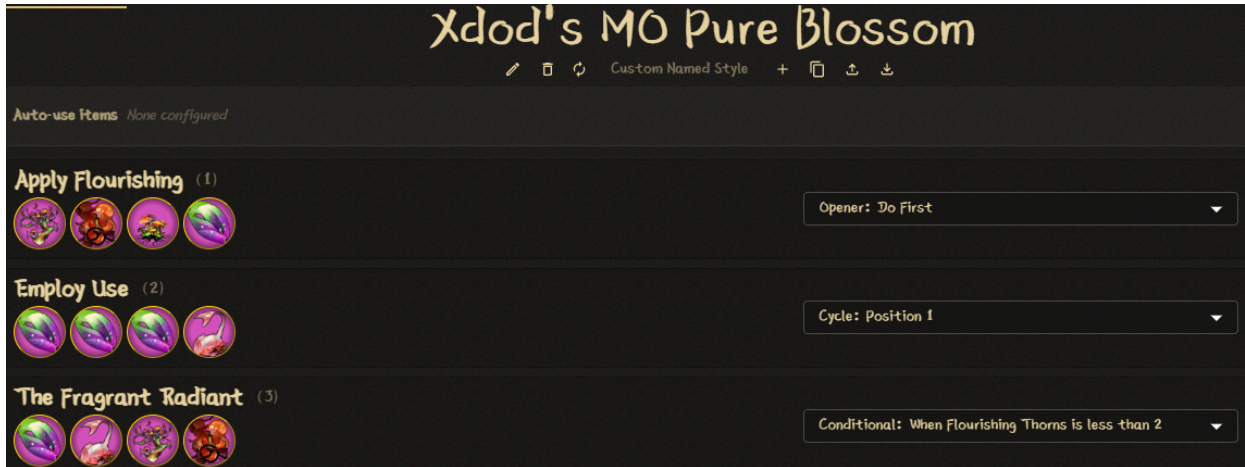 Xdod's MO Pure Blossom
Custom Named Style
Auto-use Items None configured
Apply Flourishing (1)
Opener: Do First
Employ Use (2)
Cycle: Position 1
The Fragrant Radiant (3)
Conditional: When Flourishing Thorns is less than 2